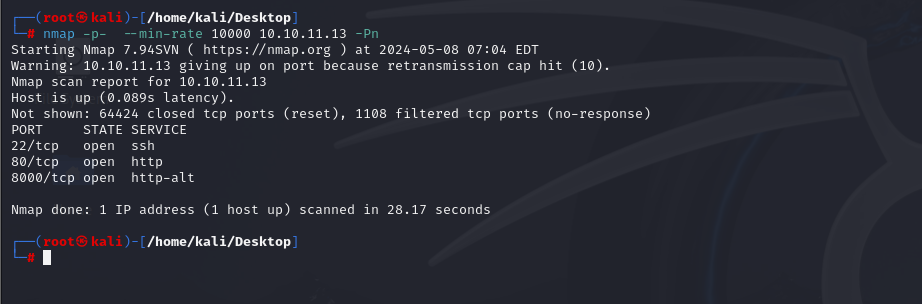 ┌──(root㉿kali)-[/home/kali/Desktop]
└─# nmap -p-  --min-rate 10000 10.10.11.13 -Pn
Starting Nmap 7.94SVN ( https://nmap.org ) at 2024-05-08 07:04 EDT
Warning: 10.10.11.13 giving up on port because retransmission cap hit (10).
Nmap scan report for 10.10.11.13
Host is up (0.089s latency).
Not shown: 64424 closed tcp ports (reset), 1108 filtered tcp ports (no-response)
PORT     STATE SERVICE
22/tcp   open  ssh
80/tcp   open  http
8000/tcp open  http-alt
Nmap done: 1 IP address (1 host up) scanned in 28.17 seconds
┌──(root㉿kali)-[/home/kali/Desktop]
└─#